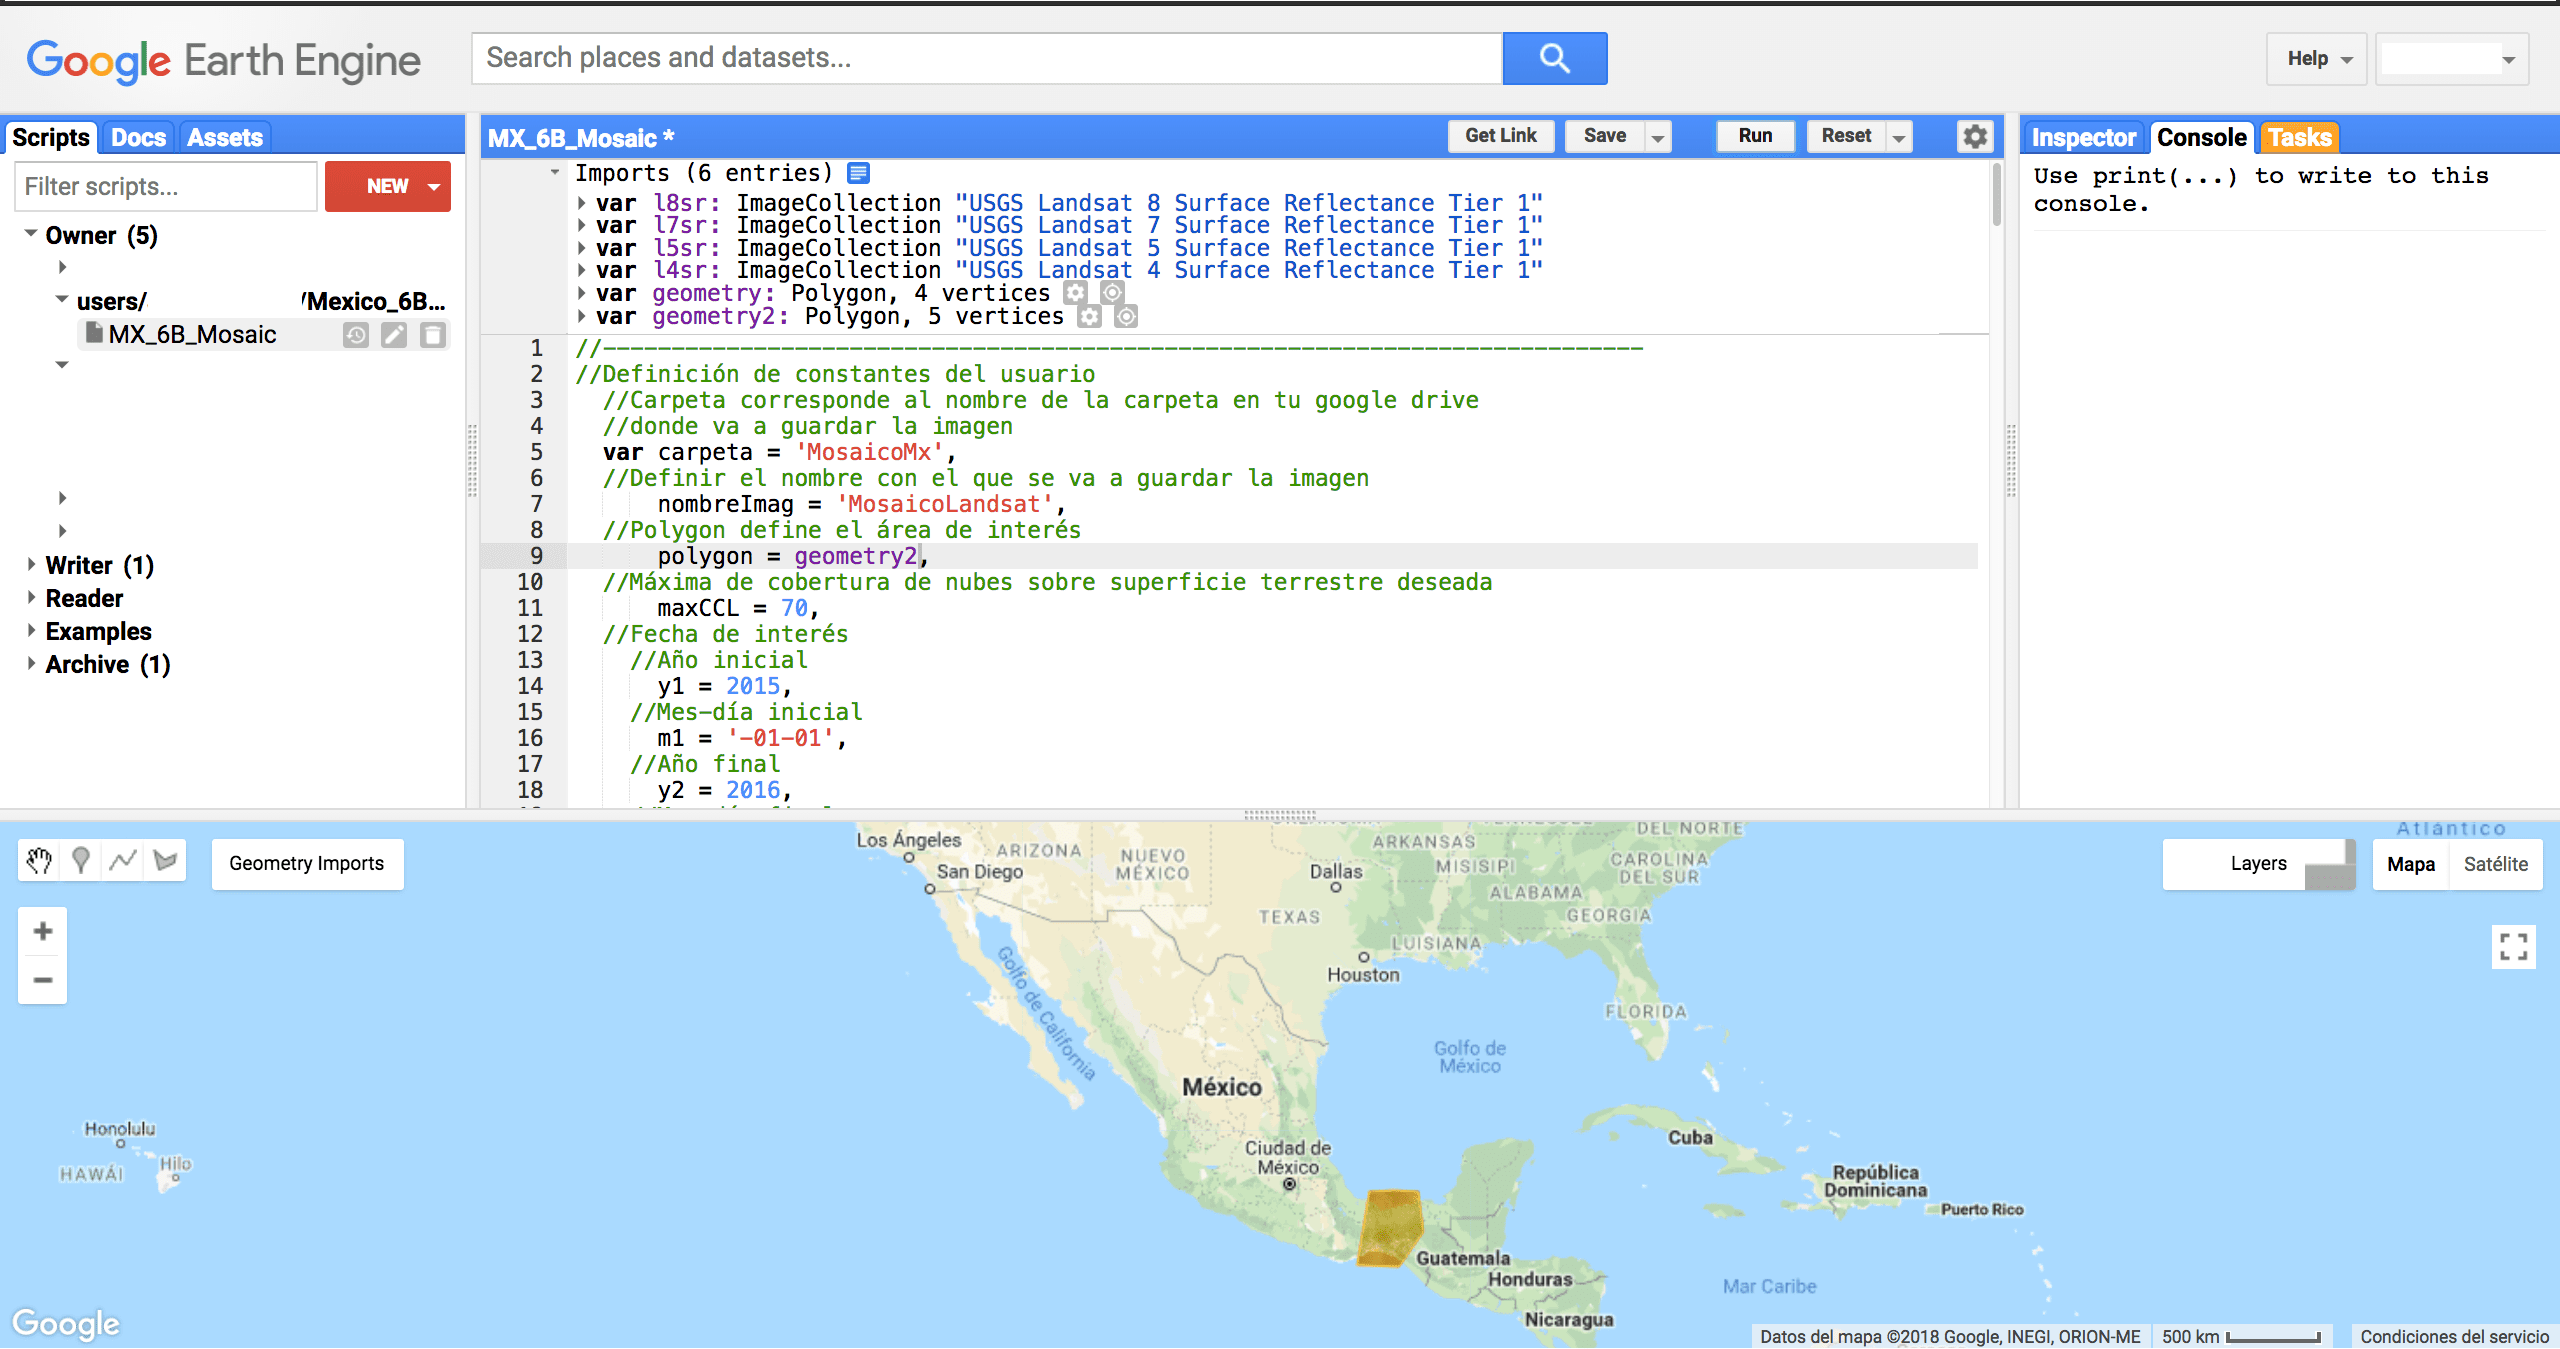 Google Earth Engine
Search places and datasets...
Help
Scripts Docs Assets
Filter scripts...
NEW
Owner (5)
users/ /Mexico_6B...
MX_6B_Mosaic
Writer (1)
Reader
Examples
Archive (1)
MX_6B_Mosaic *
Get Link Save Run Reset
Imports (6 entries)
var l8sr: ImageCollection "USGS Landsat 8 Surface Reflectance Tier 1"
var l7sr: ImageCollection "USGS Landsat 7 Surface Reflectance Tier 1"
var l5sr: ImageCollection "USGS Landsat 5 Surface Reflectance Tier 1"
var l4sr: ImageCollection "USGS Landsat 4 Surface Reflectance Tier 1"
var geometry: Polygon, 4 vertices
var geometry2: Polygon, 5 vertices
1 //----------------------------------------------------------------------------
2 //Definición de constantes del usuario
3 //Carpeta corresponde al nombre de la carpeta en tu google drive
4 //donde va a guardar la imagen
5 var carpeta = 'MosaicoMx',
6 //Definir el nombre con el que se va a guardar la imagen
7 nombreImag = 'MosaicoLandsat',
8 //Polygon define el área de interés
9 polygon = geometry2,
10 //Máxima de cobertura de nubes sobre superficie terrestre deseada
11 maxCCL = 70,
12 //Fecha de interés
13 //Año inicial
14 y1 = 2015,
15 //Mes-día inicial
16 m1 = '-01-01',
17 //Año final
18 y2 = 2016,
Inspector Console Tasks
Use print(...) to write to this
console.
Geometry Imports
Layers
Mapa Satélite
Atlántico
Los Ángeles
San Diego
ARIZONA
NUEVO
MÉXICO
Dallas
TEXAS
ARKANSAS
MISISIPI
ALABAMA
GEORGIA
DEL NORTE
CAROLINA
DEL SUR
LUISIANA
Houston
FLORIDA
Golfo de California
Golfo de
México
México
Ciudad de
México
Honolulu
HAWÁI
Hilo
Cuba
República
Dominicana
Puerto Rico
Guatemala
Honduras
Nicaragua
Mar Caribe
Google
Datos del mapa ©2018 Google, INEGI, ORION-ME 500 km Condiciones del servicio